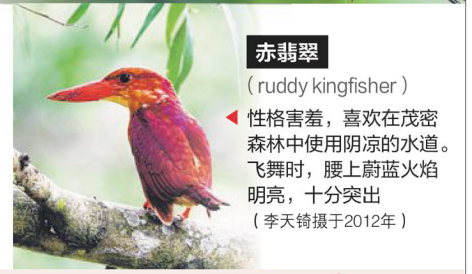 赤翡翠
(ruddy kingfisher)
性格害羞，喜欢在茂密
森林中使用阴凉的水道。
飞舞时，腰上蔚蓝火焰
明亮，十分突出
(李天锜摄于2012年)